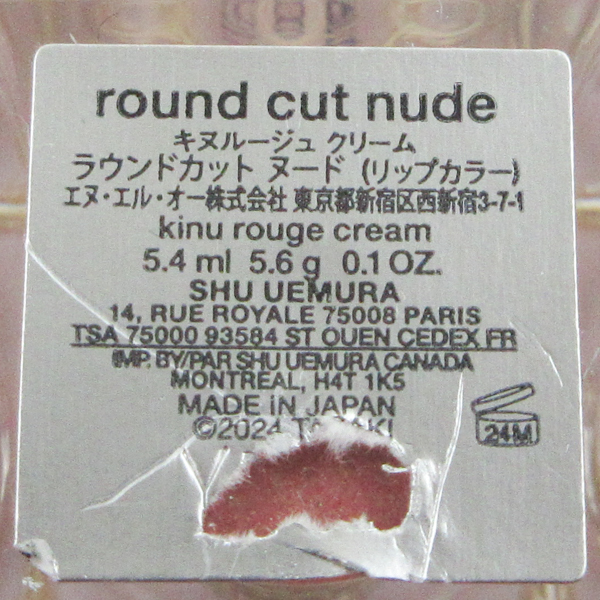 round cut nude
キヌルージュ クリーム
ラウンドカット ヌード (リップカラー)
エヌ・エル・オー株式会社 東京都新宿区西新宿3-7-1
kinu rouge cream
5.4 ml 5.6 g 0.1 OZ.
SHU UEMURA
14, RUE ROYALE 75008 PARIS
TSA 75000 93584 ST OUEN CEDEX FR
IMP. BY/PAR SHU UEMURA CANADA
MONTREAL, H4T 1K5
MADE IN JAPAN
©2024
24M